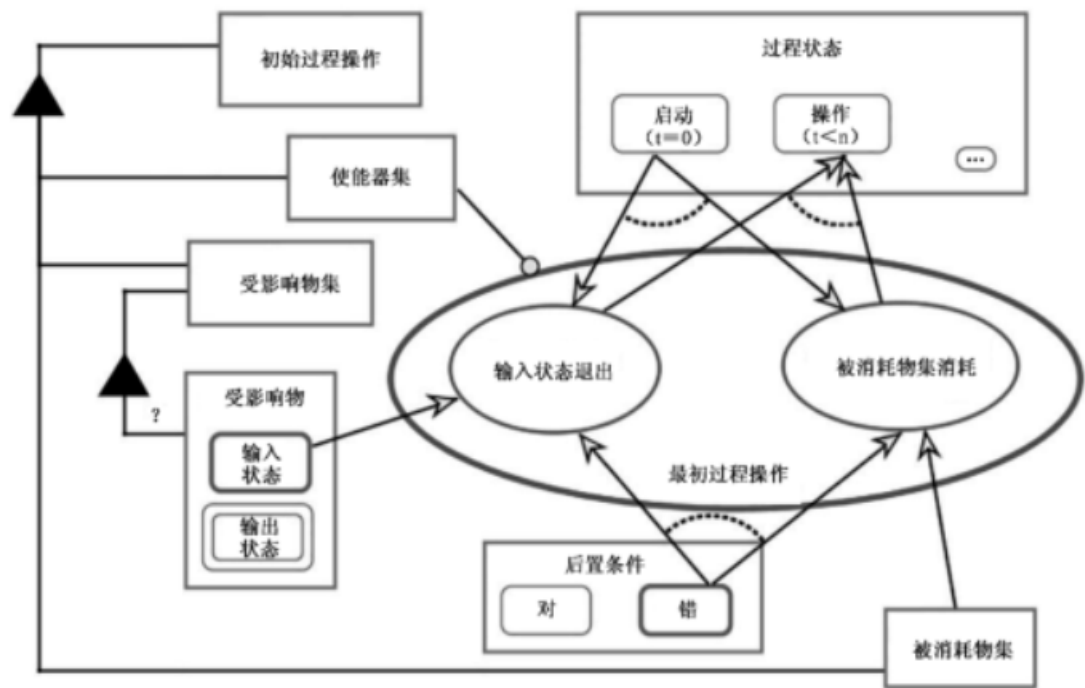 初始过程操作
过程状态
启动
(t=0)
操作
(t<n)
...
使能器集
受影响物集
输入状态退出
被消耗物集消耗
受影响物
?
输入
状态
输出
状态
最初过程操作
后置条件
对
错
被消耗物集